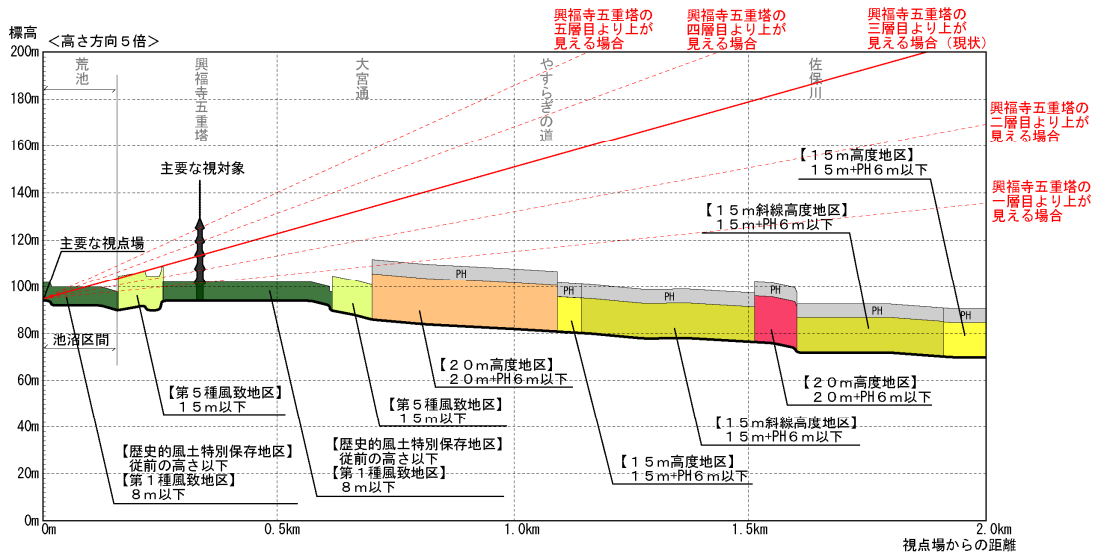 標高
＜高さ方向５倍＞
200m
180m
160m
140m
120m
100m
80m
60m
40m
20m
0m
0m
0.5km
1.0km
1.5km
2.0km
視点場からの距離
荒池
興福寺五重塔
大宮通
やすらぎの道
佐保川
興福寺五重塔の
五層目より上が
見える場合
興福寺五重塔の
四層目より上が
見える場合
興福寺五重塔の
三層目より上が
見える場合（現状）
興福寺五重塔の
二層目より上が
見える場合
興福寺五重塔の
一層目より上が
見える場合
主要な視対象
主要な視点場
池沼区間
PH
PH
PH
PH
PH
PH
【１５ｍ高度地区】
１５ｍ+PH６ｍ以下
【１５ｍ斜線高度地区】
１５ｍ+PH６ｍ以下
【２０ｍ高度地区】
２０ｍ+PH６ｍ以下
【２０ｍ高度地区】
２０ｍ+PH６ｍ以下
【第５種風致地区】
１５ｍ以下
【第５種風致地区】
１５ｍ以下
【１５ｍ斜線高度地区】
１５ｍ+PH６ｍ以下
【１５ｍ高度地区】
１５ｍ+PH６ｍ以下
【歴史的風土特別保存地区】
従前の高さ以下
【第１種風致地区】
８ｍ以下
【歴史的風土特別保存地区】
従前の高さ以下
【第１種風致地区】
８ｍ以下